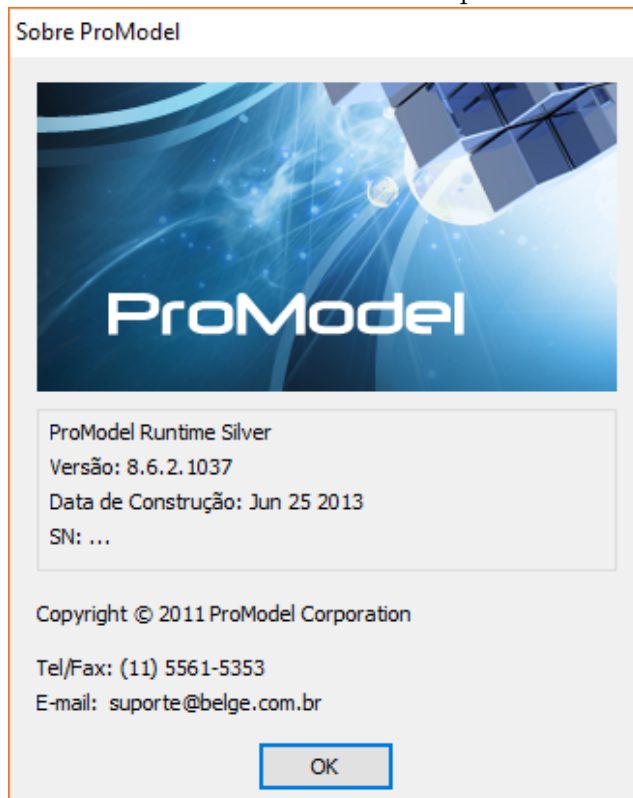 Sobre ProModel
ProModel
ProModel Runtime Silver
Versão: 8.6.2.1037
Data de Construção: Jun 25 2013
SN: ...
Copyright © 2011 ProModel Corporation
Tel/Fax: (11) 5561-5353
E-mail: suporte@belge.com.br
OK